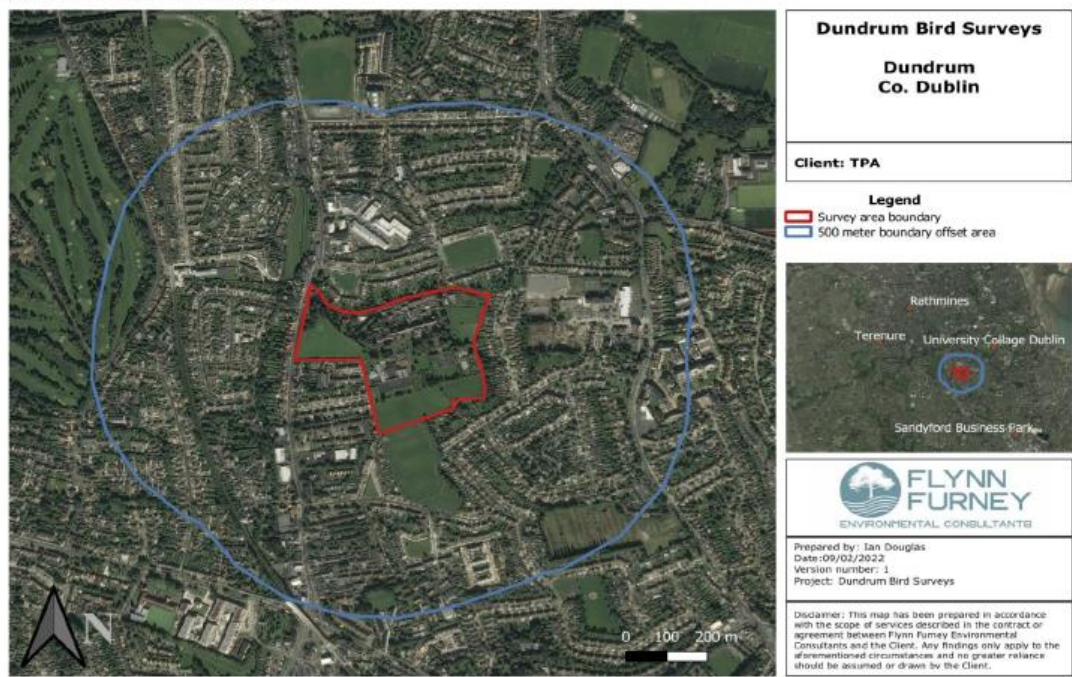 Dundrum Bird Surveys
Dundrum
Co. Dublin
Client: TPA
Legend
Survey area boundary
500 meter boundary offset area
Rathmines
Terenure
University Collage Dublin
Sandyford Business Park
FLYNN
FURNEY
ENVIRONMENTAL CONSULTANTS
Prepared by: Ian Douglas
Date:09/02/2022
Version number: 1
Project: Dundrum Bird Surveys
Disclaimer: This map has been prepared in accordance
with the scope of services described in the contract or
agreement between Flynn Furney Environmental
Consultants and the Client. Any findings only apply to the
aforementioned circumstances and no greater reliance
should be assumed or drawn by the Client.
N
0 100 200 m